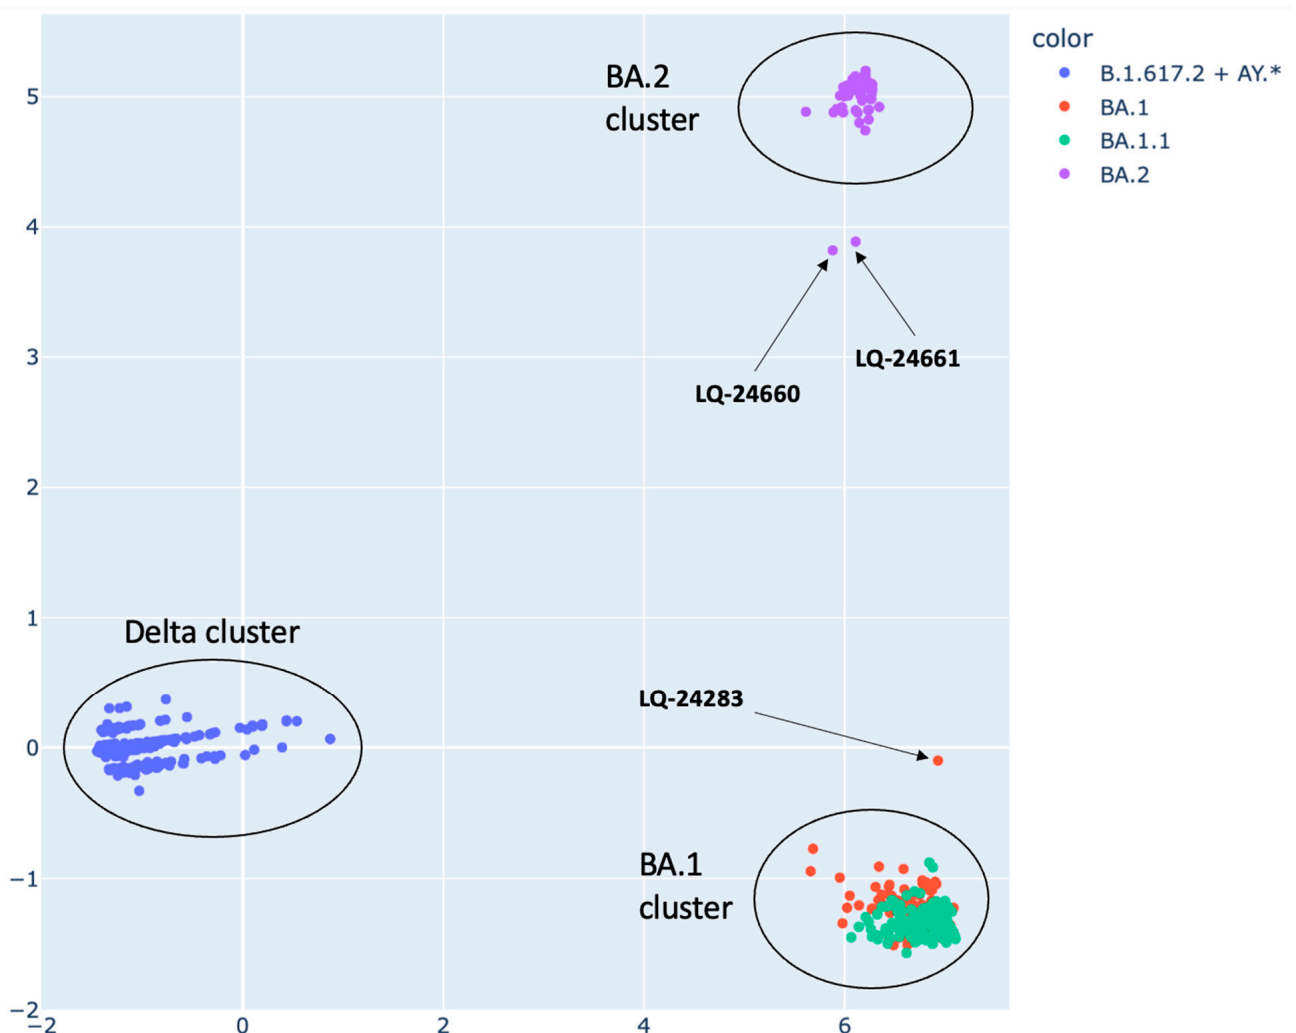 color
B.1.617.2 + AY.*
BA.1
BA.1.1
BA.2
BA.2
cluster
5
4
LQ-24661
3
LQ-24660
2
1
Delta cluster
LQ-24283
0
−1
BA.1
cluster
−2
−2
0
2
4
6